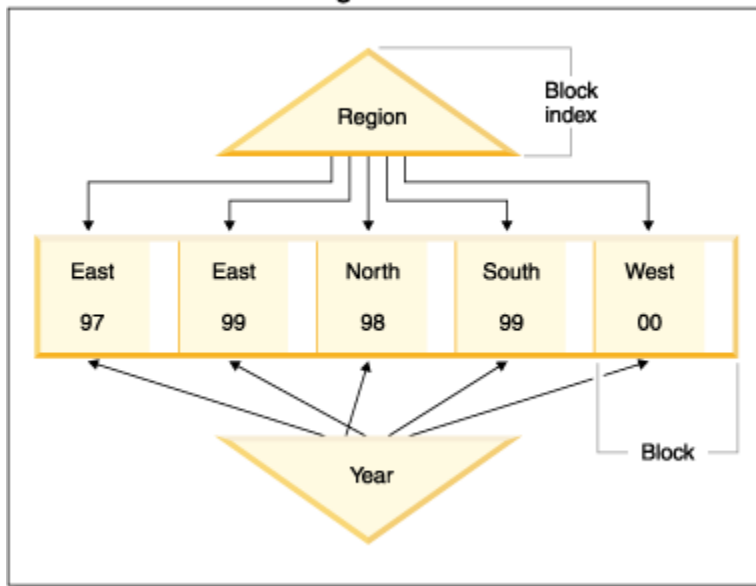 Region
Block
index
East East North South West
97 99 98 99 00
Block
Year